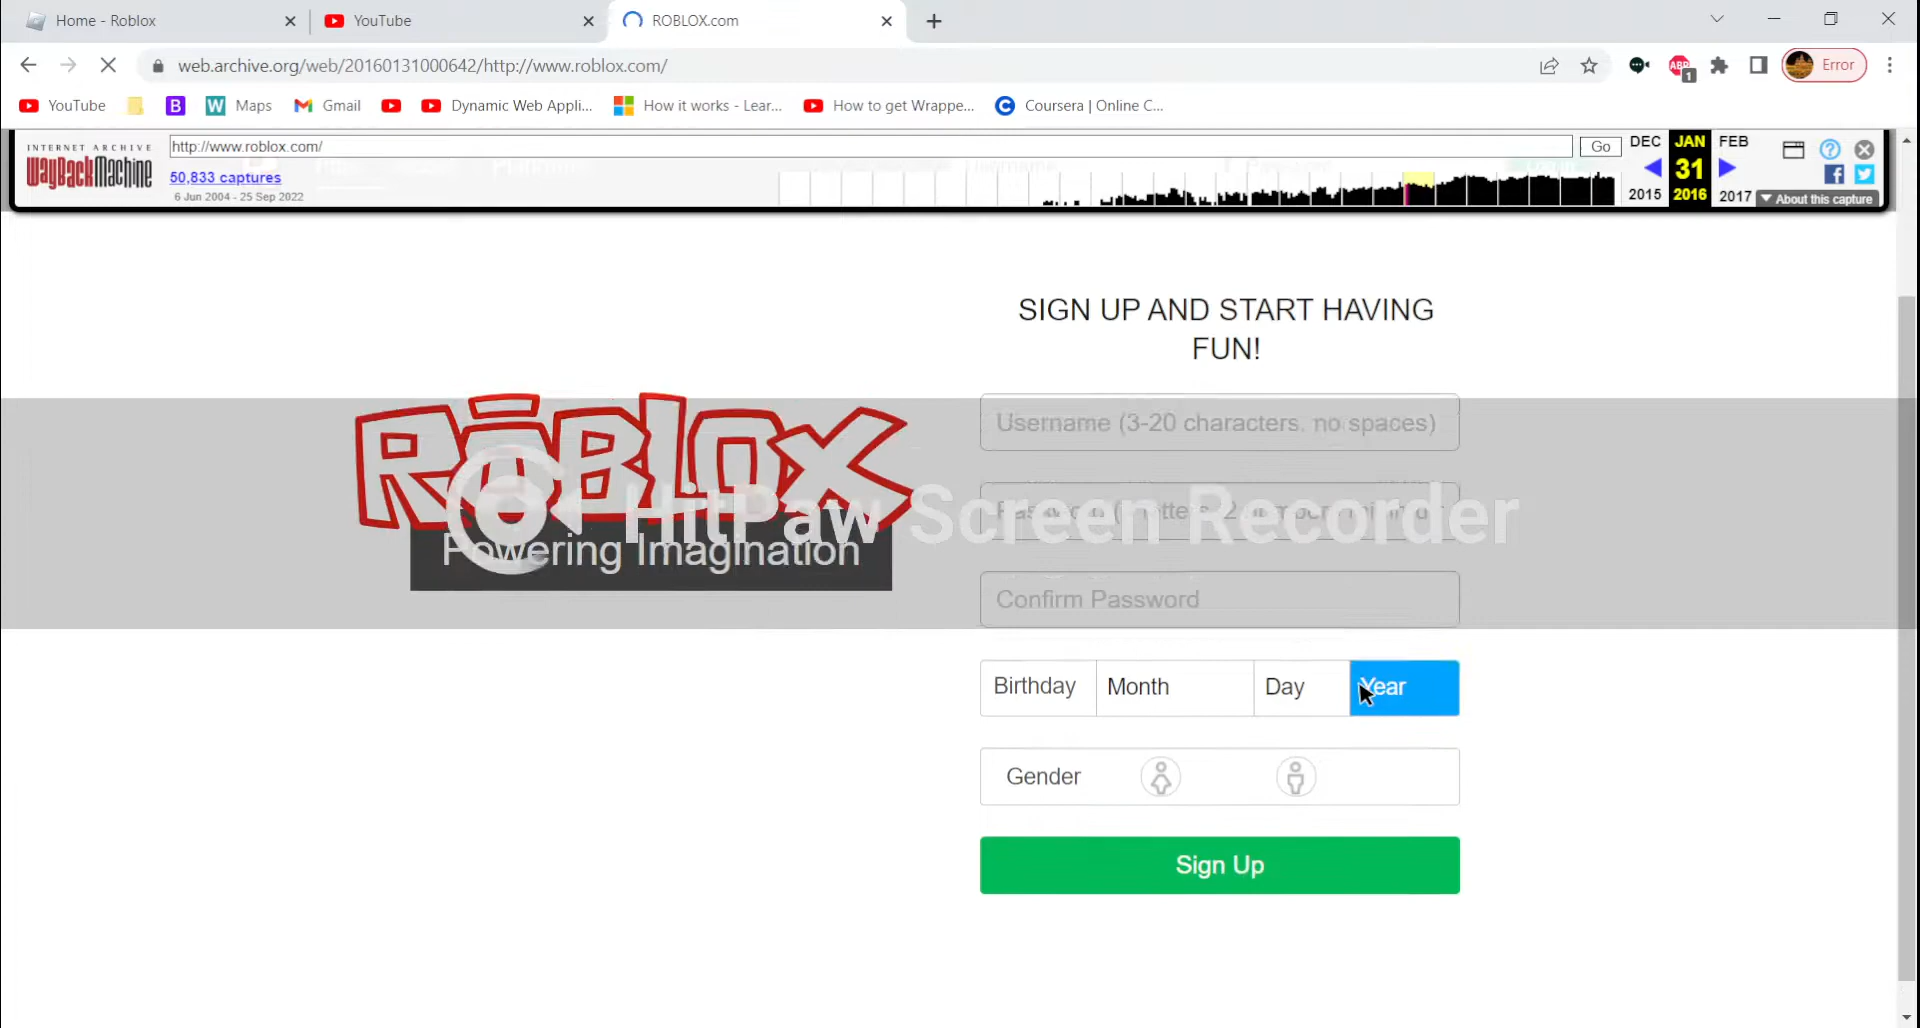 Home - Roblox
YouTube
ROBLOX.com
web.archive.org/web/20160131000642/http://www.roblox.com/
ABP
1
Error
YouTube
B
W Maps
Gmail
Dynamic Web Appli...
How it works - Lear...
How to get Wrappe...
C Coursera | Online C...
INTERNET ARCHIVE
WayBackMachine
http://www.roblox.com/
Go
DEC
JAN
FEB
50,833 captures
31
6 Jun 2004 - 25 Sep 2022
2015
2016
2017
About this capture
SIGN UP AND START HAVING
FUN!
Username (3-20 characters, no spaces)
ROBLOX
HitPaw Screen Recorder
Powering Imagination
Confirm Password
Birthday
Month
Day
Year
Gender
Sign Up